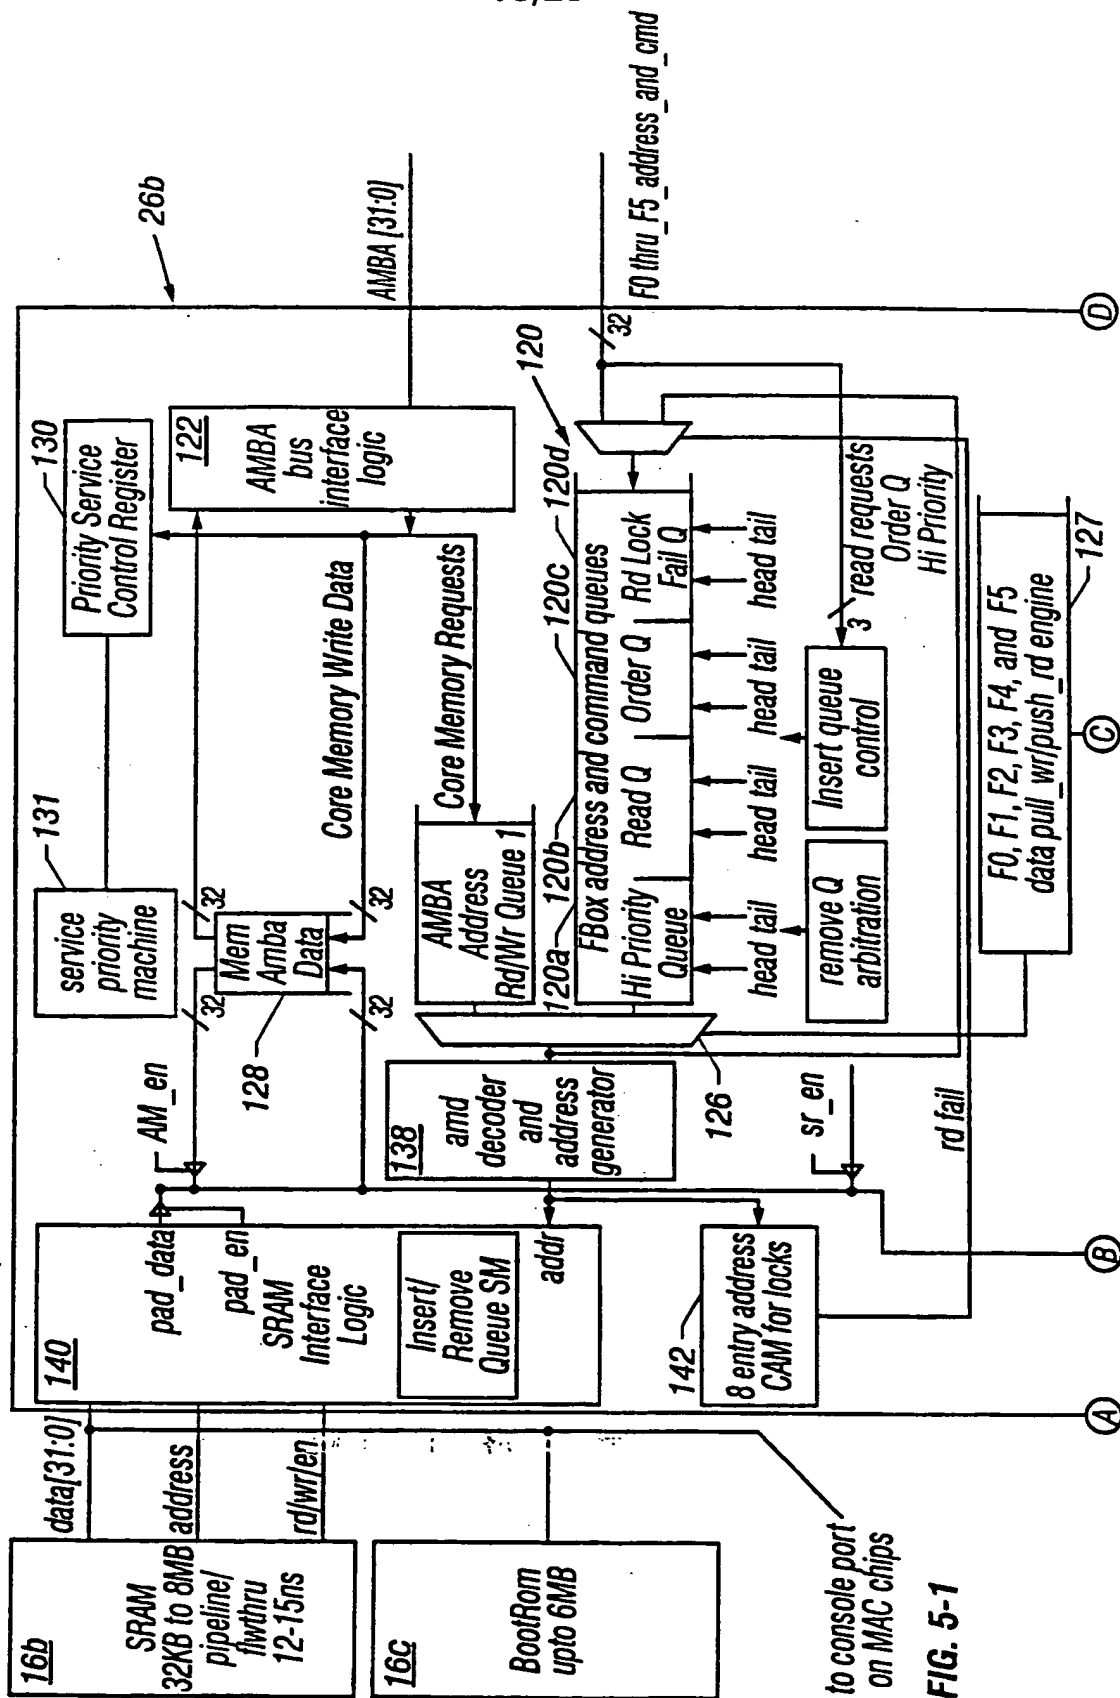 16b
SRAM
32KB to 8MB
pipeline/
flwthru
12-15ns
data[31:0]
address
rd/wr/en
16c
BootRom
upto 6MB
to console port
on MAC chips
FIG. 5-1
140
pad_data
pad_en
SRAM
Interface
Logic
Insert/
Remove
Queue SM
addr
142
8 entry address
CAM for locks
AM_en
32
32
32
32
Mem
Amba
Data
128
131
service
priority
machine
130
Priority Service
Control Register
122
AMBA
bus
interface
logic
26b
AMBA [31:0]
Core Memory Write Data
Core Memory Requests
AMBA
Address
Rd/Wr Queue 1
138
amd
decoder
and
address
generator
126
120a
120b
120c
120d
120
FBox address and command queues
Hi Priority
Queue
Read Q
Order Q
Rd Lock
Fail Q
head tail
head tail
head tail
head tail
remove Q
arbitration
Insert queue
control
32
F0 thru F5 address and cmd
3
read requests
Order Q
Hi Priority
sr_en
rd fail
F0, F1, F2, F3, F4, and F5
data pull_wr/push_rd engine
127
A
B
C
D